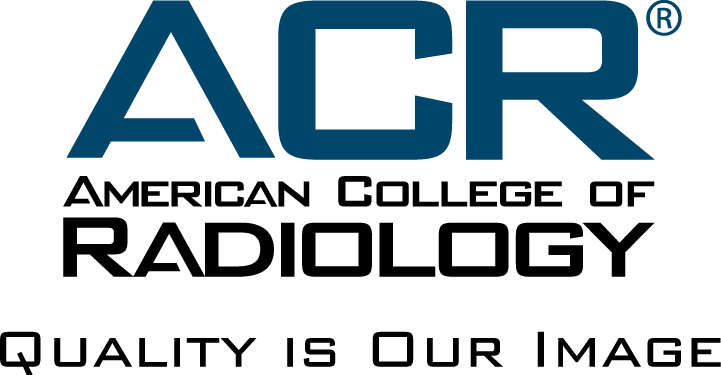 ACR®
American College of
Radiology
Quality is Our Image